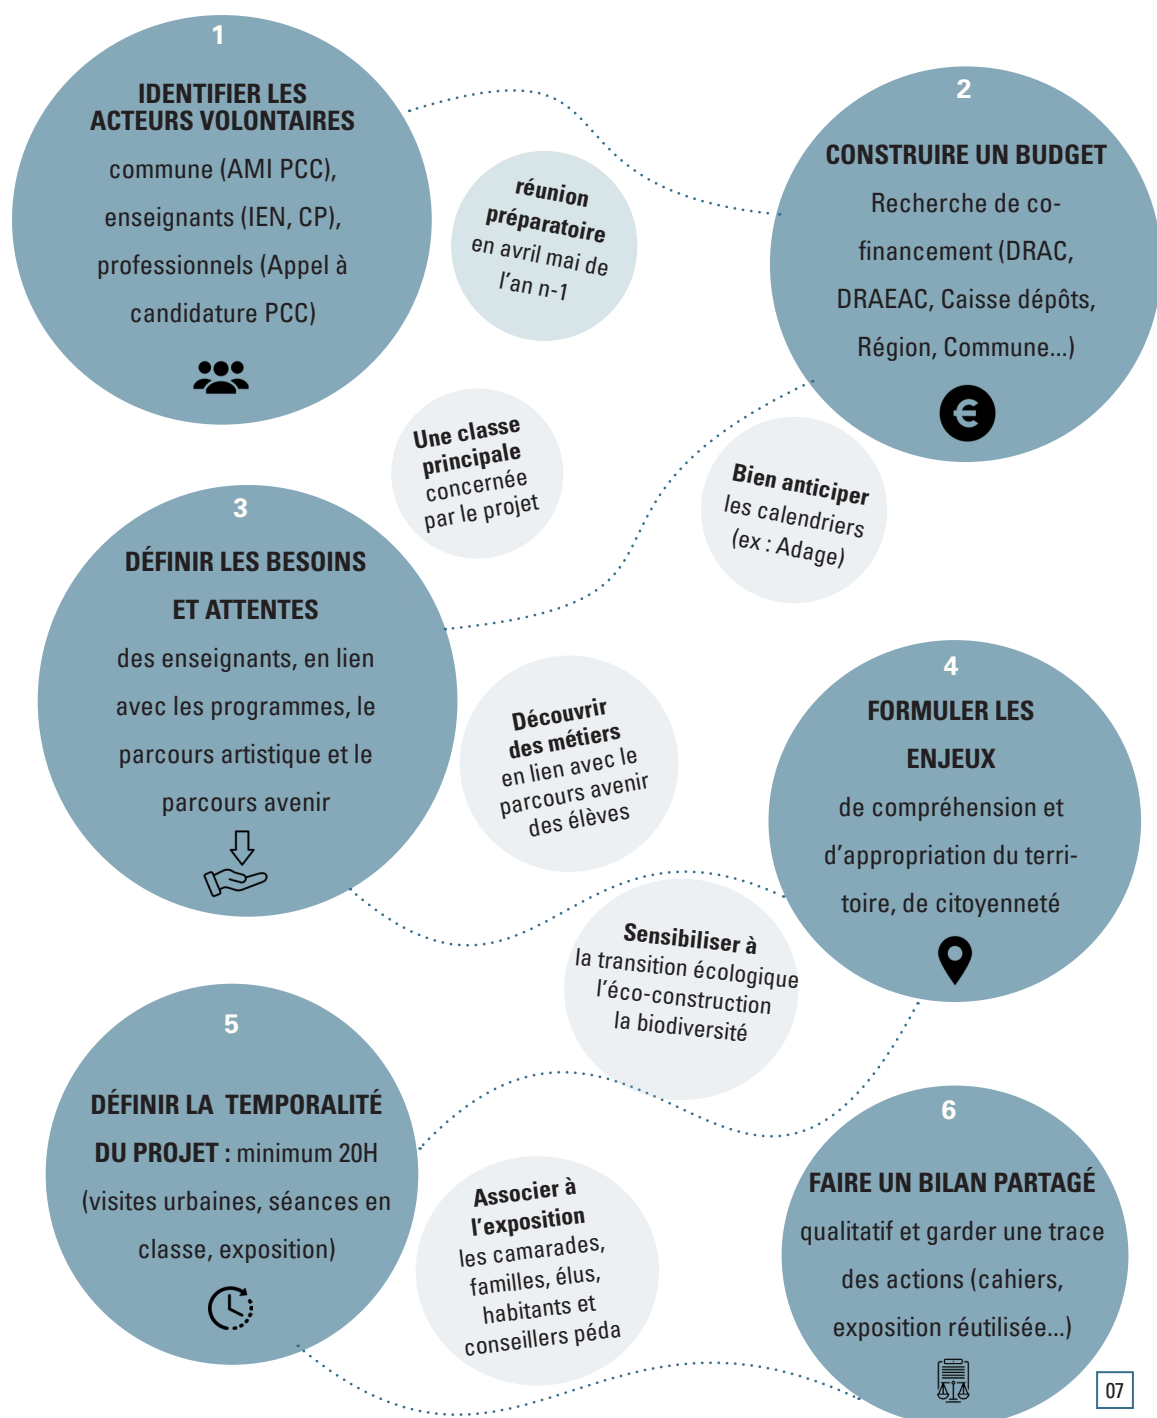 1
IDENTIFIER LES
ACTEURS VOLONTAIRES
commune (AMI PCC),
enseignants (IEN, CP),
professionnels (Appel à
candidature PCC)
réunion
préparatoire
en avril mai de
l'an n-1
2
CONSTRUIRE UN BUDGET
Recherche de co-
financement (DRAC,
DRAEAC, Caisse dépôts,
Région, Commune...)
€
Une classe
principale
concernée
par le projet
Bien anticiper
les calendriers
(ex : Adage)
3
DÉFINIR LES BESOINS
ET ATTENTES
des enseignants, en lien
avec les programmes, le
parcours artistique et le
parcours avenir
Découvrir
des métiers
en lien avec le
parcours avenir
des élèves
4
FORMULER LES
ENJEUX
de compréhension et
d'appropriation du terri-
toire, de citoyenneté
Sensibiliser à
la transition écologique
l'éco-construction
la biodiversité
5
DÉFINIR LA TEMPORALITÉ
DU PROJET : minimum 20H
(visites urbaines, séances en
classe, exposition)
Associer à
l'exposition
les camarades,
familles, élus,
habitants et
conseillers péda
6
FAIRE UN BILAN PARTAGÉ
qualitatif et garder une trace
des actions (cahiers,
exposition réutilisée...)
07